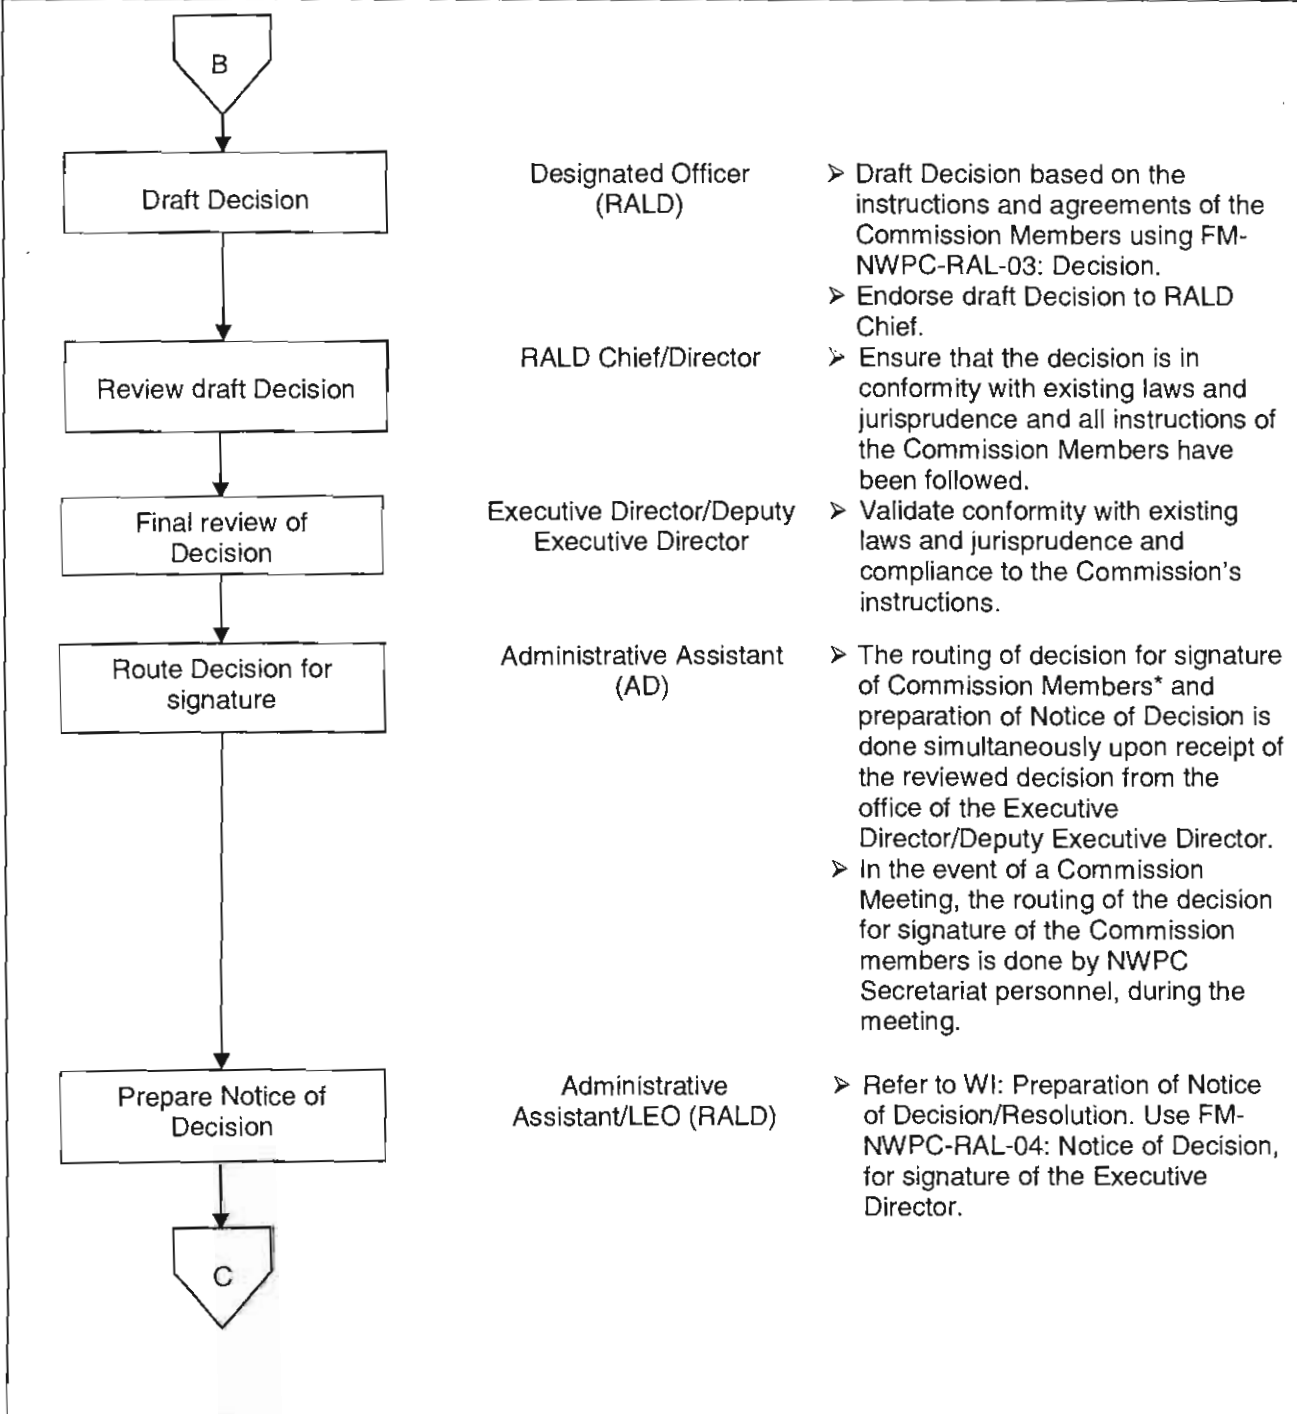 B
Draft Decision
Designated Officer
(RALD)
➢ Draft Decision based on the
instructions and agreements of the
Commission Members using FM-
NWPC-RAL-03: Decision.
➢ Endorse draft Decision to RALD
Chief.
Review draft Decision
RALD Chief/Director
➢ Ensure that the decision is in
conformity with existing laws and
jurisprudence and all instructions of
the Commission Members have
been followed.
Final review of
Decision
Executive Director/Deputy
Executive Director
➢ Validate conformity with existing
laws and jurisprudence and
compliance to the Commission's
instructions.
Route Decision for
signature
Administrative Assistant
(AD)
➢ The routing of decision for signature
of Commission Members* and
preparation of Notice of Decision is
done simultaneously upon receipt of
the reviewed decision from the
office of the Executive
Director/Deputy Executive Director.
➢ In the event of a Commission
Meeting, the routing of the decision
for signature of the Commission
members is done by NWPC
Secretariat personnel, during the
meeting.
Prepare Notice of
Decision
Administrative
Assistant/LEO (RALD)
➢ Refer to WI: Preparation of Notice
of Decision/Resolution. Use FM-
NWPC-RAL-04: Notice of Decision,
for signature of the Executive
Director.
C